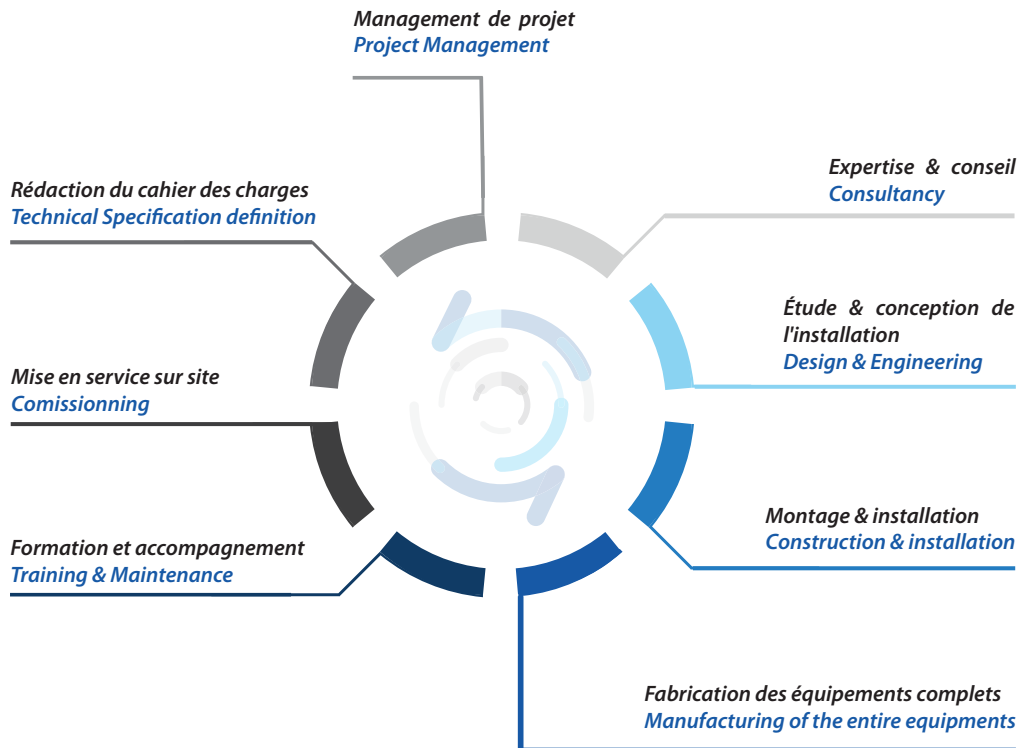 Management de projet
Project Management
Expertise & conseil
Consultancy
Rédaction du cahier des charges
Technical Specification definition
Étude & conception de
l'installation
Design & Engineering
Mise en service sur site
Comissionning
Montage & installation
Construction & installation
Formation et accompagnement
Training & Maintenance
Fabrication des équipements complets
Manufacturing of the entire equipments